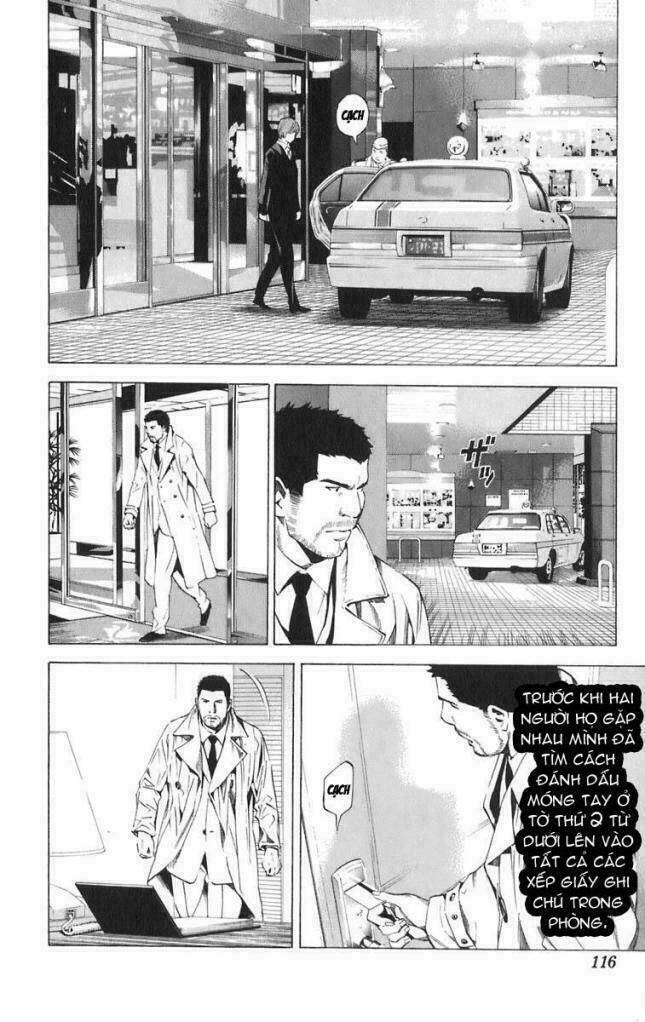 CẠCH
ザッ
TRƯỚC KHI HAI
NGƯỜI HỌ GẶP
NHAU MÌNH ĐÃ
TÌM CÁCH
ĐÁNH DẤU
MÓNG TAY Ở
TỜ THỨ 2 TỪ
DƯỚI LÊN VÀO
TẤT CẢ CÁC
XẾP GIẤY GHI
CHÚ TRONG
PHÒNG.
CẠCH
116